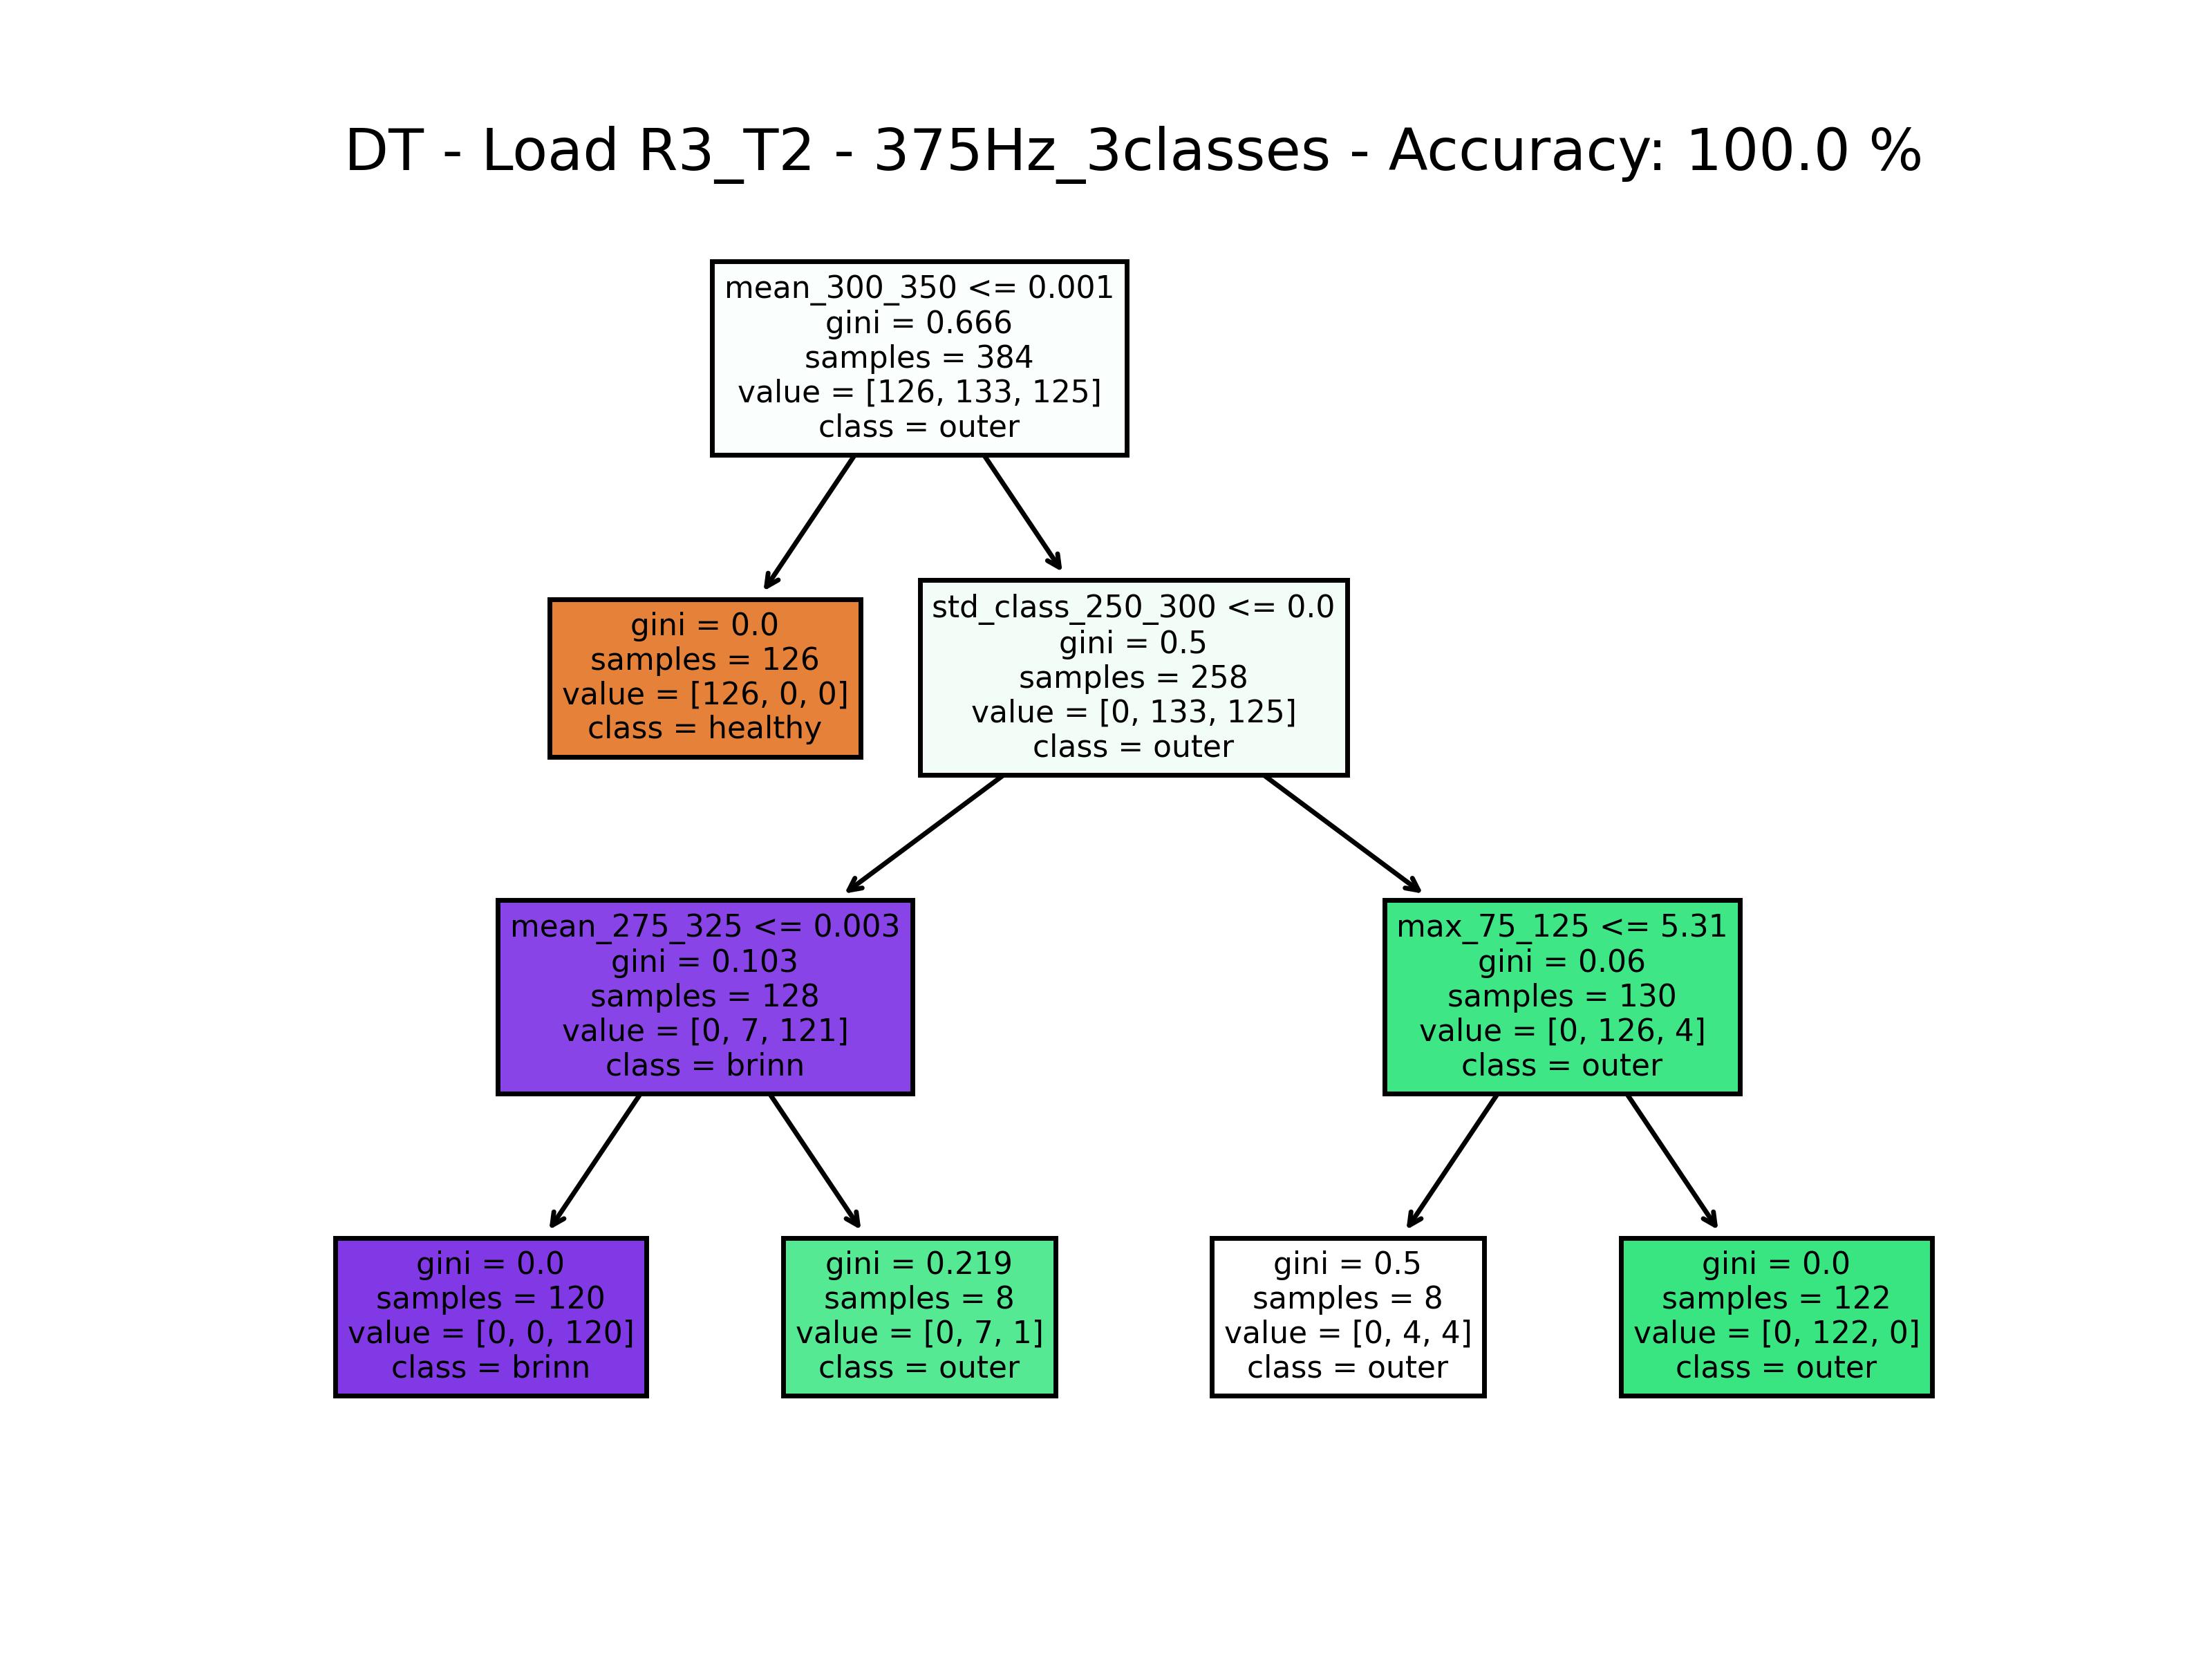 DT - Load R3_T2 - 375Hz_3classes - Accuracy: 100.0 %
mean_300_350 <= 0.001
gini = 0.666
samples = 384
value = [126, 133, 125]
class = outer
gini = 0.0
samples = 126
value = [126, 0, 0]
class = healthy
std_class_250_300 <= 0.0
gini = 0.5
samples = 258
value = [0, 133, 125]
class = outer
mean_275_325 <= 0.003
gini = 0.103
samples = 128
value = [0, 7, 121]
class = brinn
max_75_125 <= 5.31
gini = 0.06
samples = 130
value = [0, 126, 4]
class = outer
gini = 0.0
samples = 120
value = [0, 0, 120]
class = brinn
gini = 0.219
samples = 8
value = [0, 7, 1]
class = outer
gini = 0.5
samples = 8
value = [0, 4, 4]
class = outer
gini = 0.0
samples = 122
value = [0, 122, 0]
class = outer